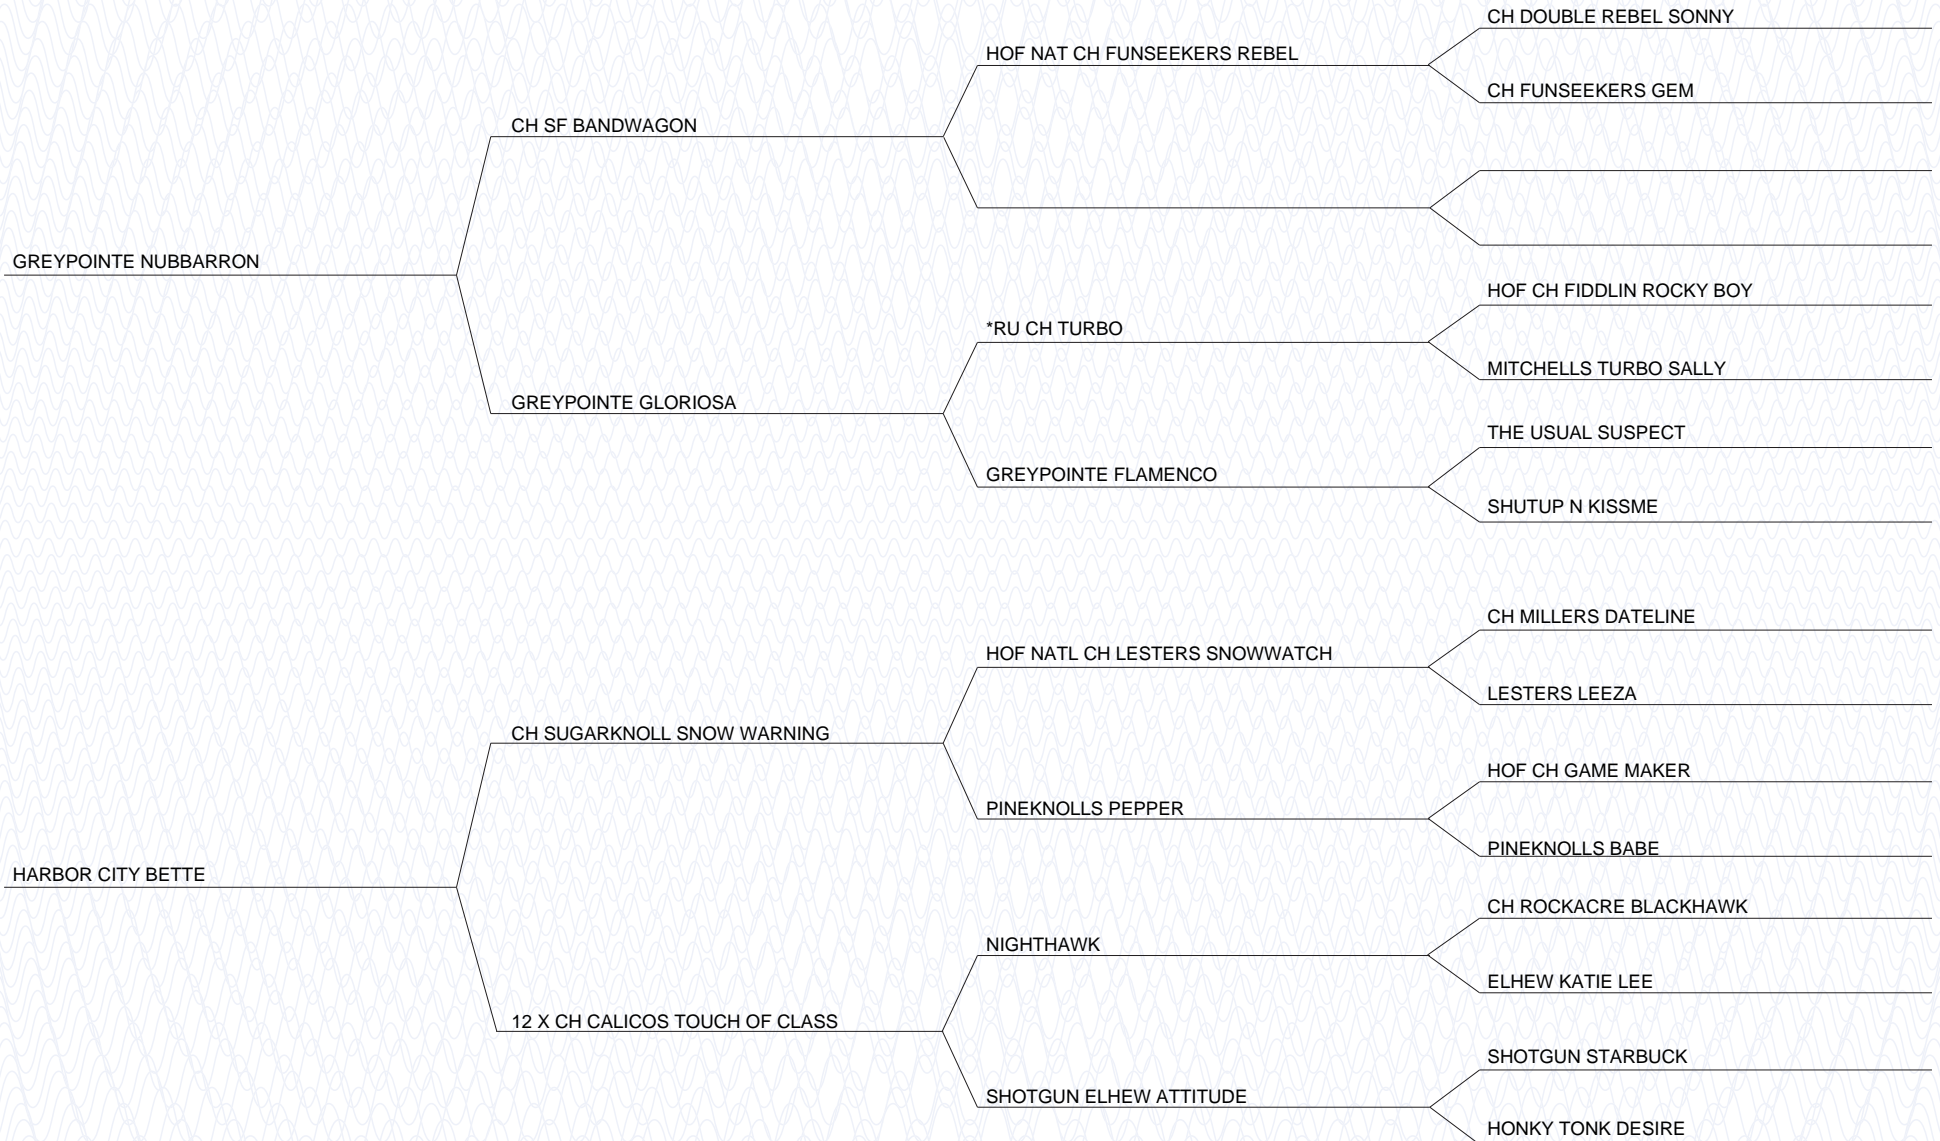 CH DOUBLE REBEL SONNY
HOF NAT CH FUNSEEKERS REBEL
CH FUNSEEKERS GEM
CH SF BANDWAGON
GREYPOINTE NUBBARRON
HOF CH FIDDLIN ROCKY BOY
*RU CH TURBO
MITCHELLS TURBO SALLY
GREYPOINTE GLORIOSA
THE USUAL SUSPECT
GREYPOINTE FLAMENCO
SHUTUP N KISSME
CH MILLERS DATELINE
HOF NATL CH LESTERS SNOWWATCH
LESTERS LEEZA
CH SUGARKNOLL SNOW WARNING
HOF CH GAME MAKER
PINEKNOLLS PEPPER
PINEKNOLLS BABE
HARBOR CITY BETTE
CH ROCKACRE BLACKHAWK
NIGHTHAWK
ELHEW KATIE LEE
12 X CH CALICOS TOUCH OF CLASS
SHOTGUN STARBUCK
SHOTGUN ELHEW ATTITUDE
HONKY TONK DESIRE